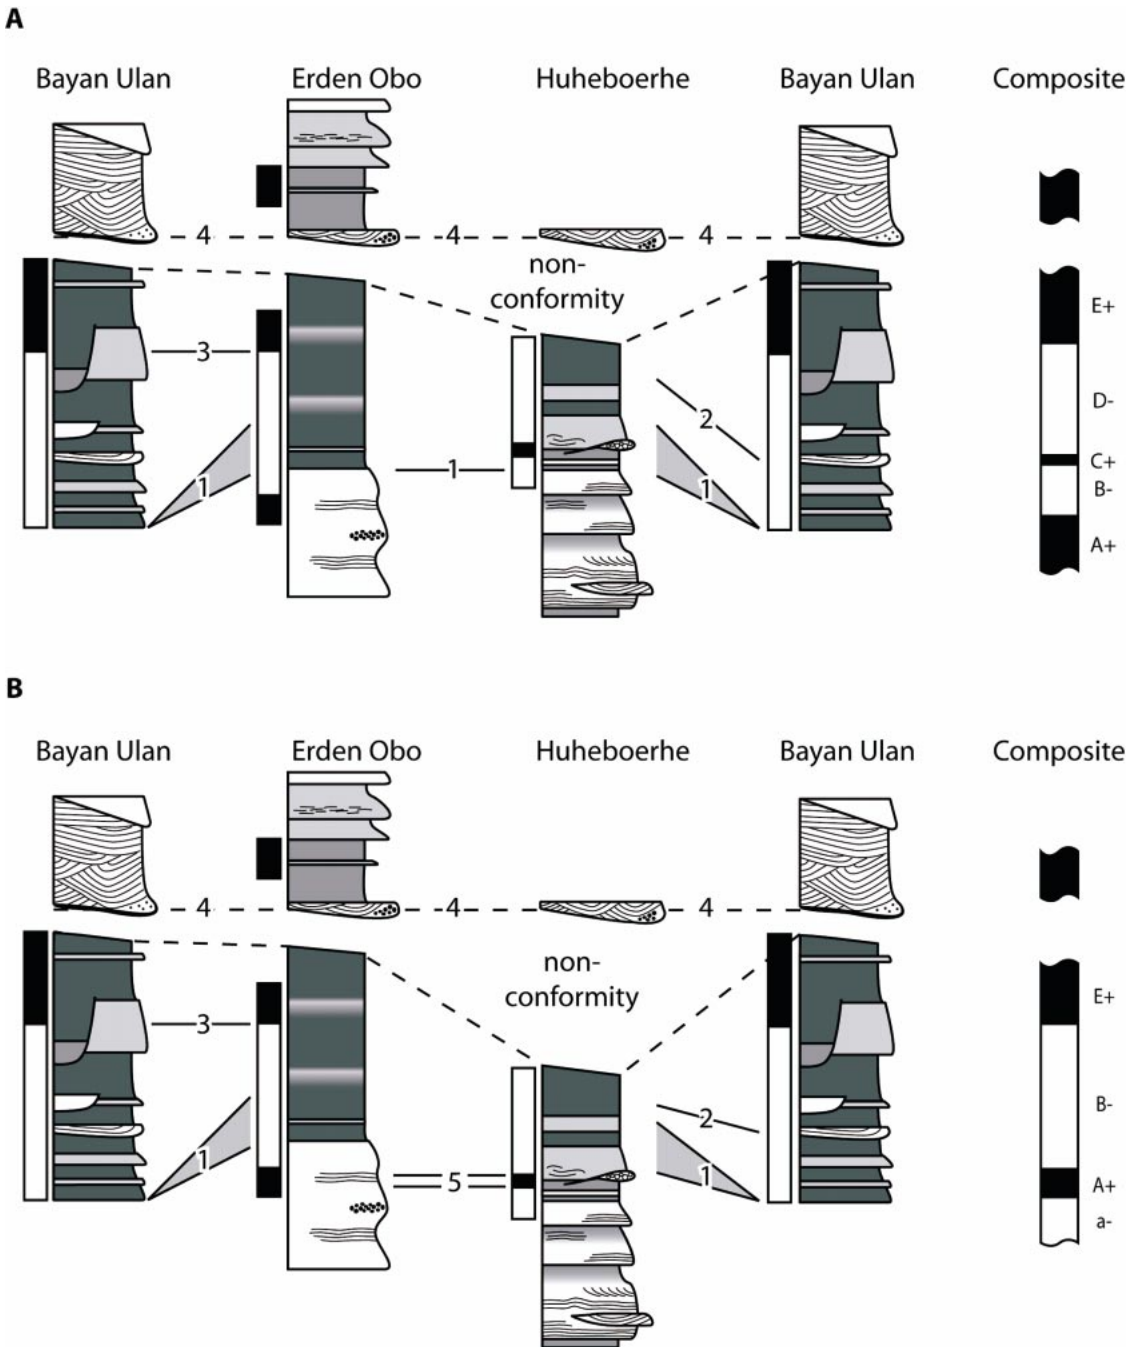 A
Bayan Ulan Erden Obo Huheboerhe Bayan Ulan Composite
4 4 4
non-
conformity
E+
3
D-
2
1 1 1
C+
B-
A+
B
Bayan Ulan Erden Obo Huheboerhe Bayan Ulan Composite
4 4 4
non-
conformity
E+
3
B-
2
1 5 1
A+
a-